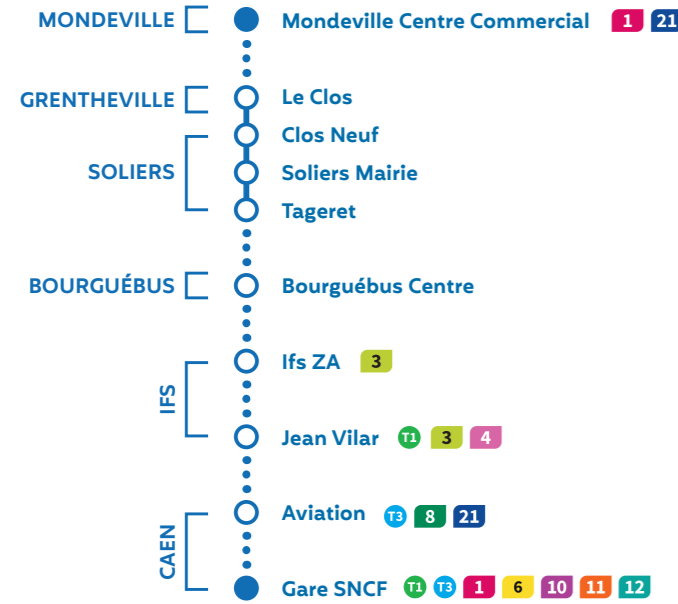 MONDEVILLE Mondeville Centre Commercial 1 21
GRENTHEVILLE Le Clos
Clos Neuf
SOLIERS Soliers Mairie
Tageret
BOURGUÉBUS Bourguébus Centre
IFS
Ifs ZA 3
Jean Vilar T1 3 4
CAEN
Aviation T3 8 21
Gare SNCF T1 T3 1 6 10 11 12